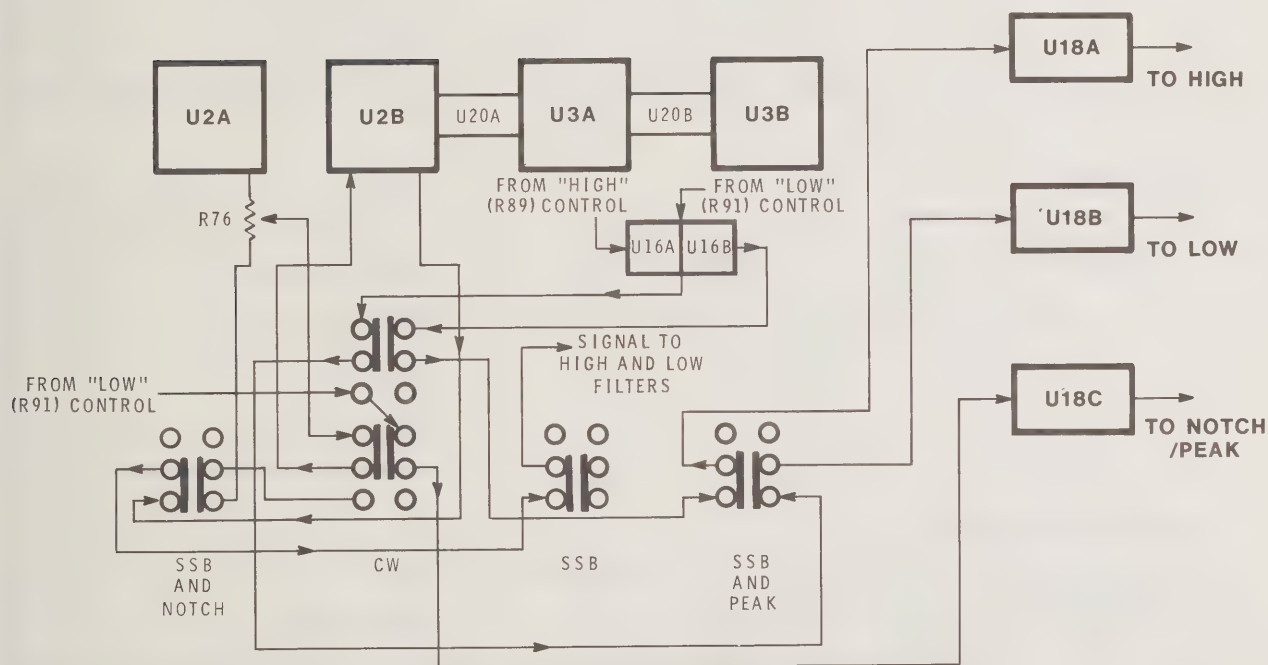 U18A
TO HIGH
U2A
U2B
U20A
U3A
U20B
U3B
FROM "HIGH"
(R89) CONTROL
FROM "LOW"
(R91) CONTROL
R76
U16A
U16B
U18B
TO LOW
SIGNAL TO
HIGH AND LOW
FILTERS
FROM "LOW"
(R91) CONTROL
U18C
TO NOTCH
/PEAK
SSB
AND
NOTCH
CW
SSB
SSB
AND
PEAK